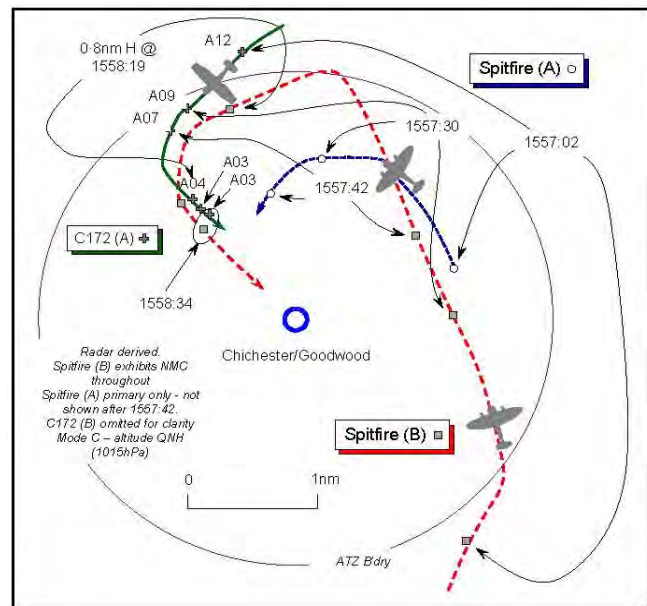 0·8nm H @
1558:19
A12
Spitfire (A)
A09
A07
1557:30
1557:02
A03
A04
A03
1557:42
C172 (A)
1558:34
Chichester/Goodwood
Radar derived.
Spitfire (B) exhibits NMC
throughout
Spitfire (A) primary only - not
shown after 1557:42.
C172 (B) omitted for clarity
Mode C – altitude QNH
(1015hPa)
Spitfire (B)
0
1nm
ATZ B'dry